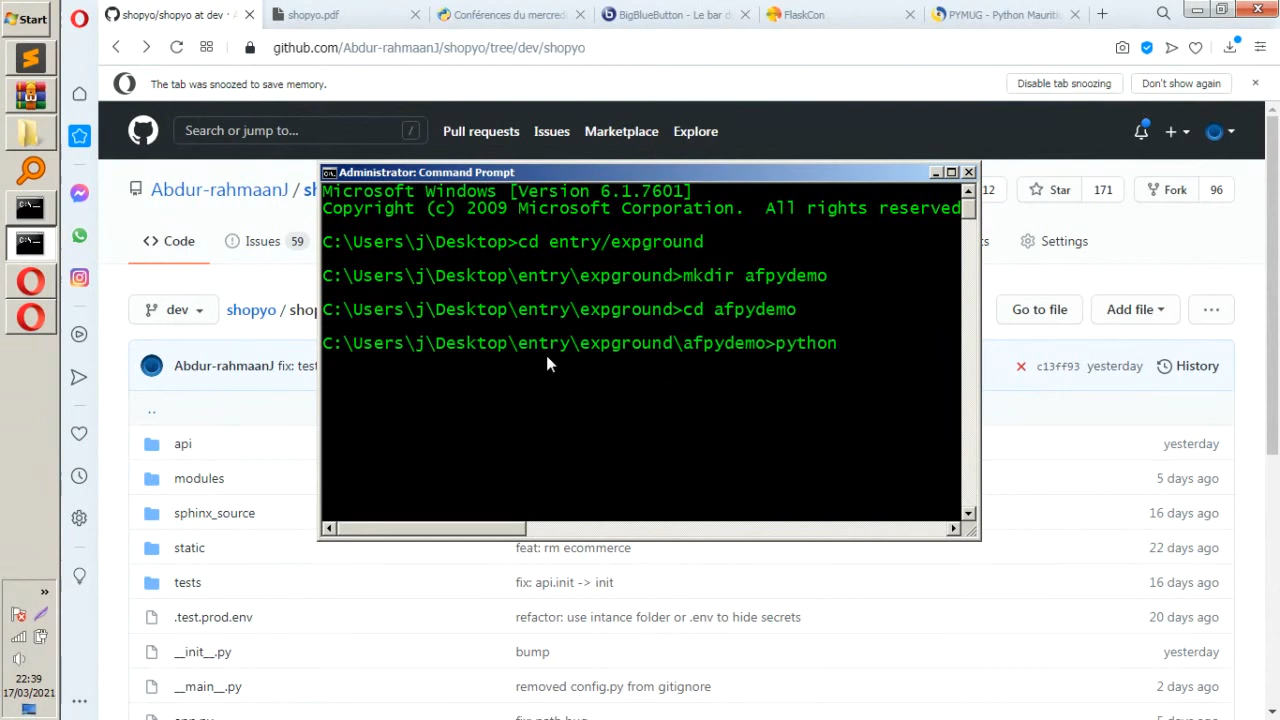 Start
shopyo/shopyo at dev · A
shopyo.pdf
Conférences du mercred
BigBlueButton - Le bar d
FlaskCon
PYMUG - Python Mauriti
github.com/Abdur-rahmaanJ/shopyo/tree/dev/shopyo
The tab was snoozed to save memory.
Disable tab snoozing
Don't show again
Search or jump to...
/
Pull requests
Issues
Marketplace
Explore
Abdur-rahmaanJ / sh
12
Star
171
Fork
96
Code
Issues
59
ts
Settings
Administrator: Command Prompt
Microsoft Windows [Version 6.1.7601]
Copyright (c) 2009 Microsoft Corporation. All rights reserved
C:\Users\j\Desktop>cd entry/expground
C:\Users\j\Desktop\entry\expground>mkdir afpydemo
C:\Users\j\Desktop\entry\expground>cd afpydemo
C:\Users\j\Desktop\entry\expground\afpydemo>python
dev
shopyo / shop
Go to file
Add file
...
Abdur-rahmaanJ fix: test
c13ff93 yesterday
History
..
api
yesterday
modules
5 days ago
sphinx_source
16 days ago
static
feat: rm ecommerce
22 days ago
tests
fix: api.init -> init
16 days ago
.test.prod.env
refactor: use intance folder or .env to hide secrets
20 days ago
__init__.py
bump
yesterday
__main__.py
removed config.py from gitignore
2 days ago
22:39
17/03/2021